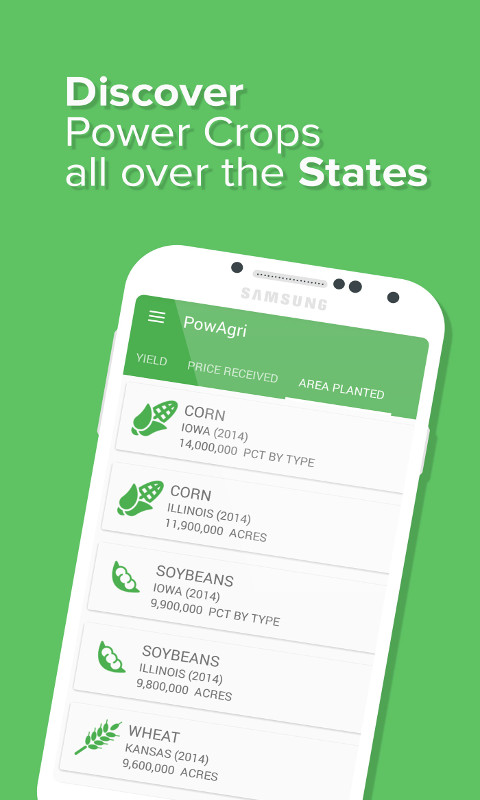 Discover
Power Crops
all over the States
SAMSUNG
PowAgri
YIELD PRICE RECEIVED AREA PLANTED
CORN
IOWA (2014)
14,000,000 PCT BY TYPE
CORN
ILLINOIS (2014)
11,900,000 ACRES
SOYBEANS
IOWA (2014)
9,900,000 PCT BY TYPE
SOYBEANS
ILLINOIS (2014)
9,800,000 ACRES
WHEAT
KANSAS (2014)
9,600,000 ACRES